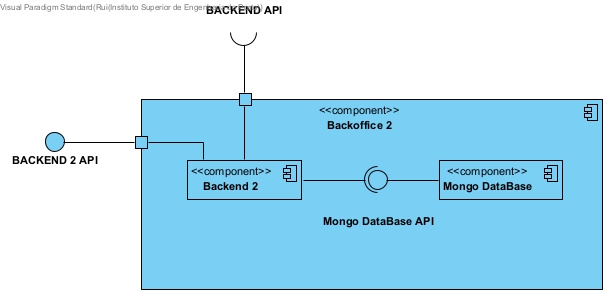 Visual Paradigm Standard(Rui(Instituto Superior de Engenharia do Porto))
BACKEND API
<<component>>
Backoffice 2
BACKEND 2 API
<<component>>
Backend 2
<<component>>
Mongo DataBase
Mongo DataBase API